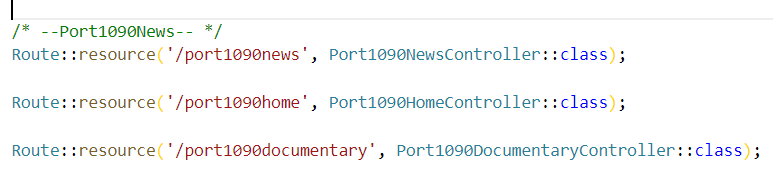 /* --Port1090News-- */
Route::resource('/port1090news', Port1090NewsController::class);
Route::resource('/port1090home', Port1090HomeController::class);
Route::resource('/port1090documentary', Port1090DocumentaryController::class);